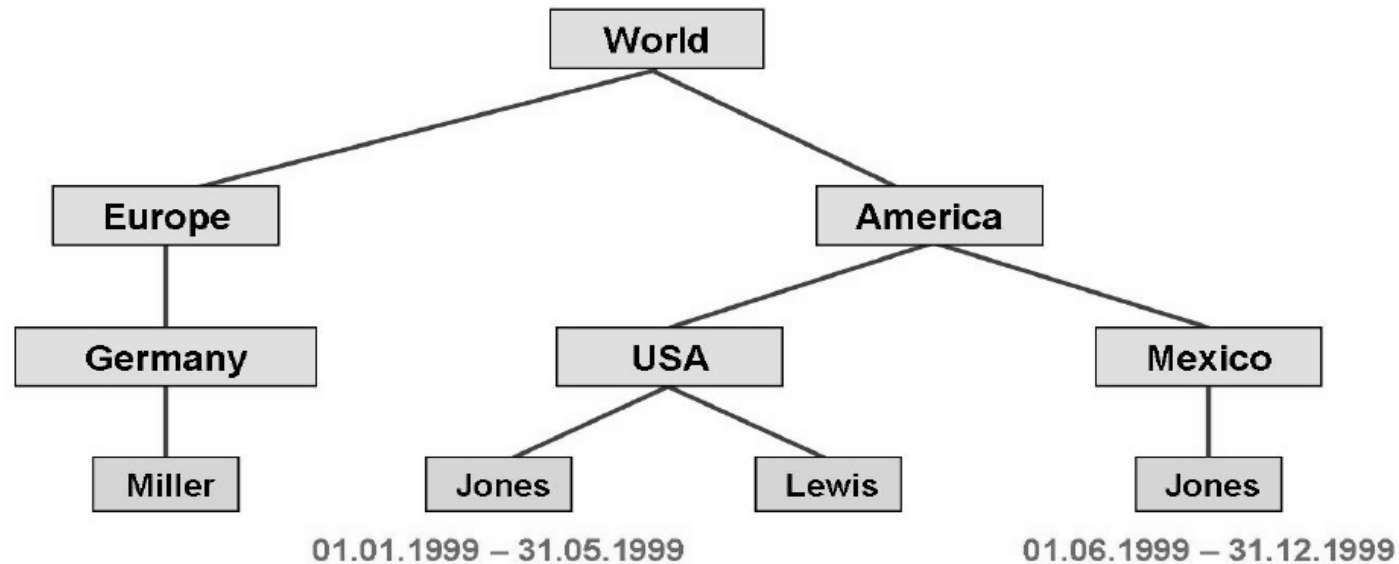 World
Europe
America
Germany
USA
Mexico
Miller
Jones
Lewis
Jones
01.01.1999 – 31.05.1999
01.06.1999 – 31.12.1999